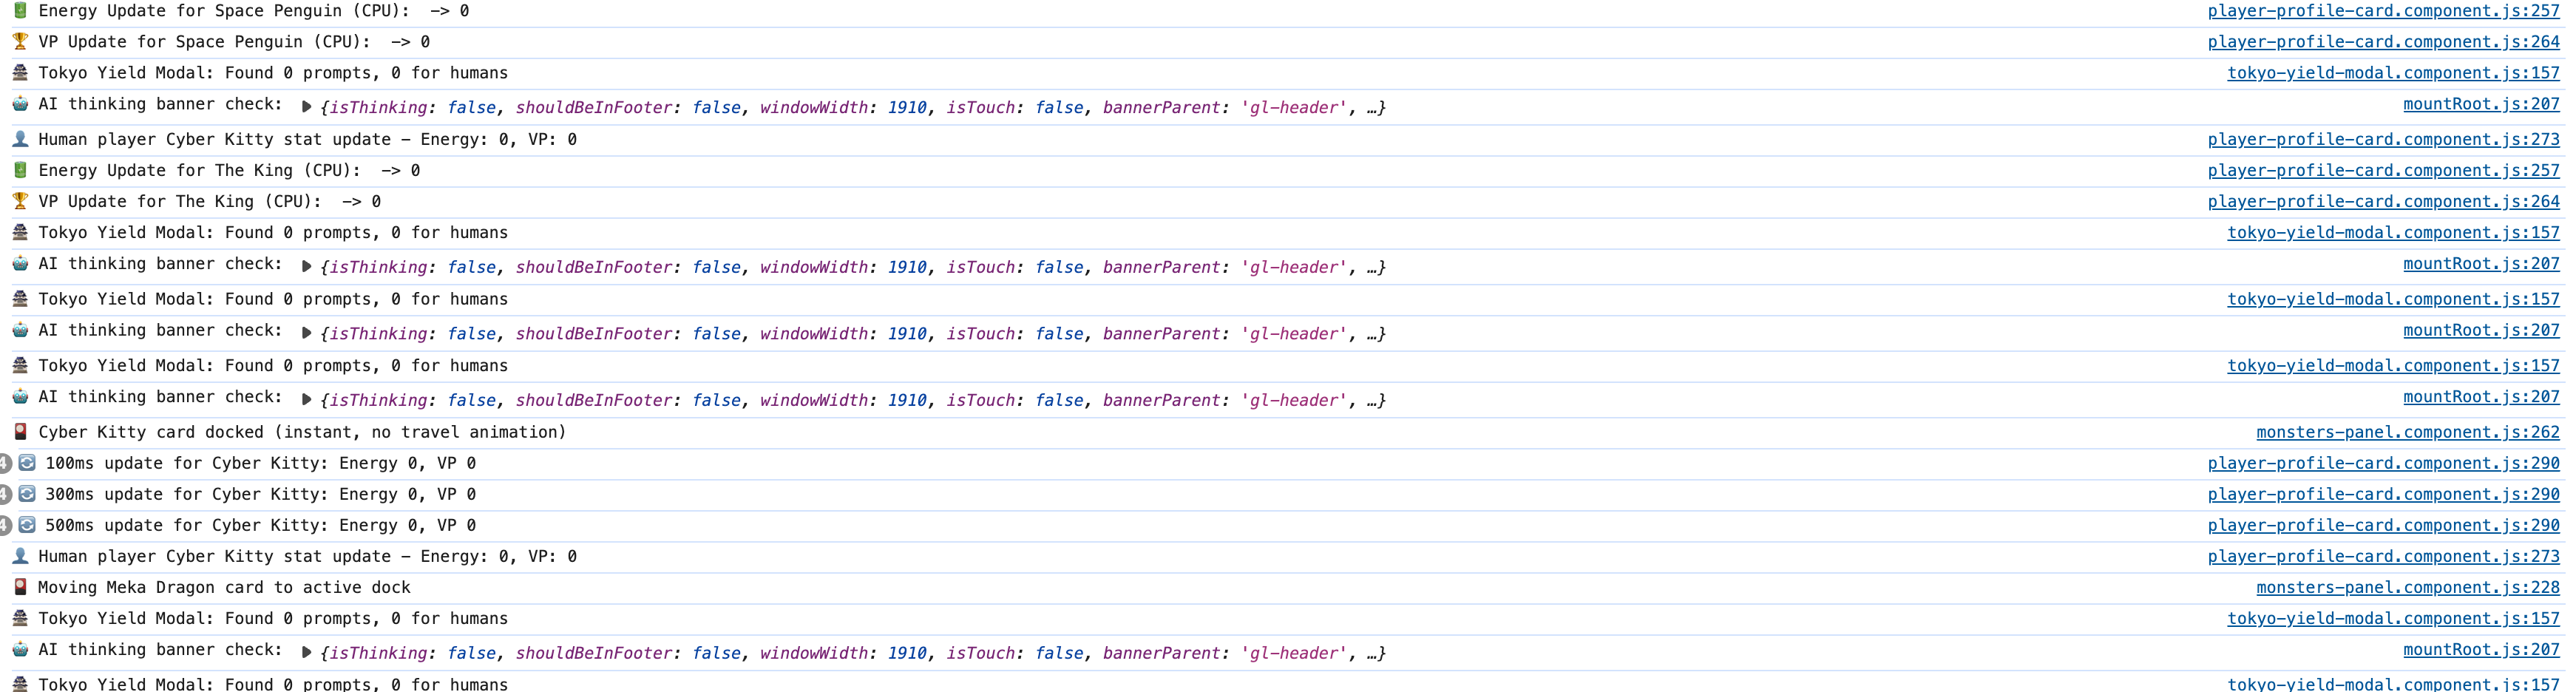 Energy Update for Space Penguin (CPU):  –> 0 player-profile-card.component.js:257
VP Update for Space Penguin (CPU):  –> 0 player-profile-card.component.js:264
Tokyo Yield Modal: Found 0 prompts, 0 for humans tokyo-yield-modal.component.js:157
AI thinking banner check: {isThinking: false, shouldBeInFooter: false, windowWidth: 1910, isTouch: false, bannerParent: 'gl-header', …} mountRoot.js:207
Human player Cyber Kitty stat update – Energy: 0, VP: 0 player-profile-card.component.js:273
Energy Update for The King (CPU):  –> 0 player-profile-card.component.js:257
VP Update for The King (CPU):  –> 0 player-profile-card.component.js:264
Tokyo Yield Modal: Found 0 prompts, 0 for humans tokyo-yield-modal.component.js:157
AI thinking banner check: {isThinking: false, shouldBeInFooter: false, windowWidth: 1910, isTouch: false, bannerParent: 'gl-header', …} mountRoot.js:207
Tokyo Yield Modal: Found 0 prompts, 0 for humans tokyo-yield-modal.component.js:157
AI thinking banner check: {isThinking: false, shouldBeInFooter: false, windowWidth: 1910, isTouch: false, bannerParent: 'gl-header', …} mountRoot.js:207
Tokyo Yield Modal: Found 0 prompts, 0 for humans tokyo-yield-modal.component.js:157
AI thinking banner check: {isThinking: false, shouldBeInFooter: false, windowWidth: 1910, isTouch: false, bannerParent: 'gl-header', …} mountRoot.js:207
Cyber Kitty card docked (instant, no travel animation) monsters-panel.component.js:262
4 100ms update for Cyber Kitty: Energy 0, VP 0 player-profile-card.component.js:290
4 300ms update for Cyber Kitty: Energy 0, VP 0 player-profile-card.component.js:290
4 500ms update for Cyber Kitty: Energy 0, VP 0 player-profile-card.component.js:290
Human player Cyber Kitty stat update – Energy: 0, VP: 0 player-profile-card.component.js:273
Moving Meka Dragon card to active dock monsters-panel.component.js:228
Tokyo Yield Modal: Found 0 prompts, 0 for humans tokyo-yield-modal.component.js:157
AI thinking banner check: {isThinking: false, shouldBeInFooter: false, windowWidth: 1910, isTouch: false, bannerParent: 'gl-header', …} mountRoot.js:207
Tokyo Yield Modal: Found 0 prompts, 0 for humans tokyo-yield-modal.component.js:157